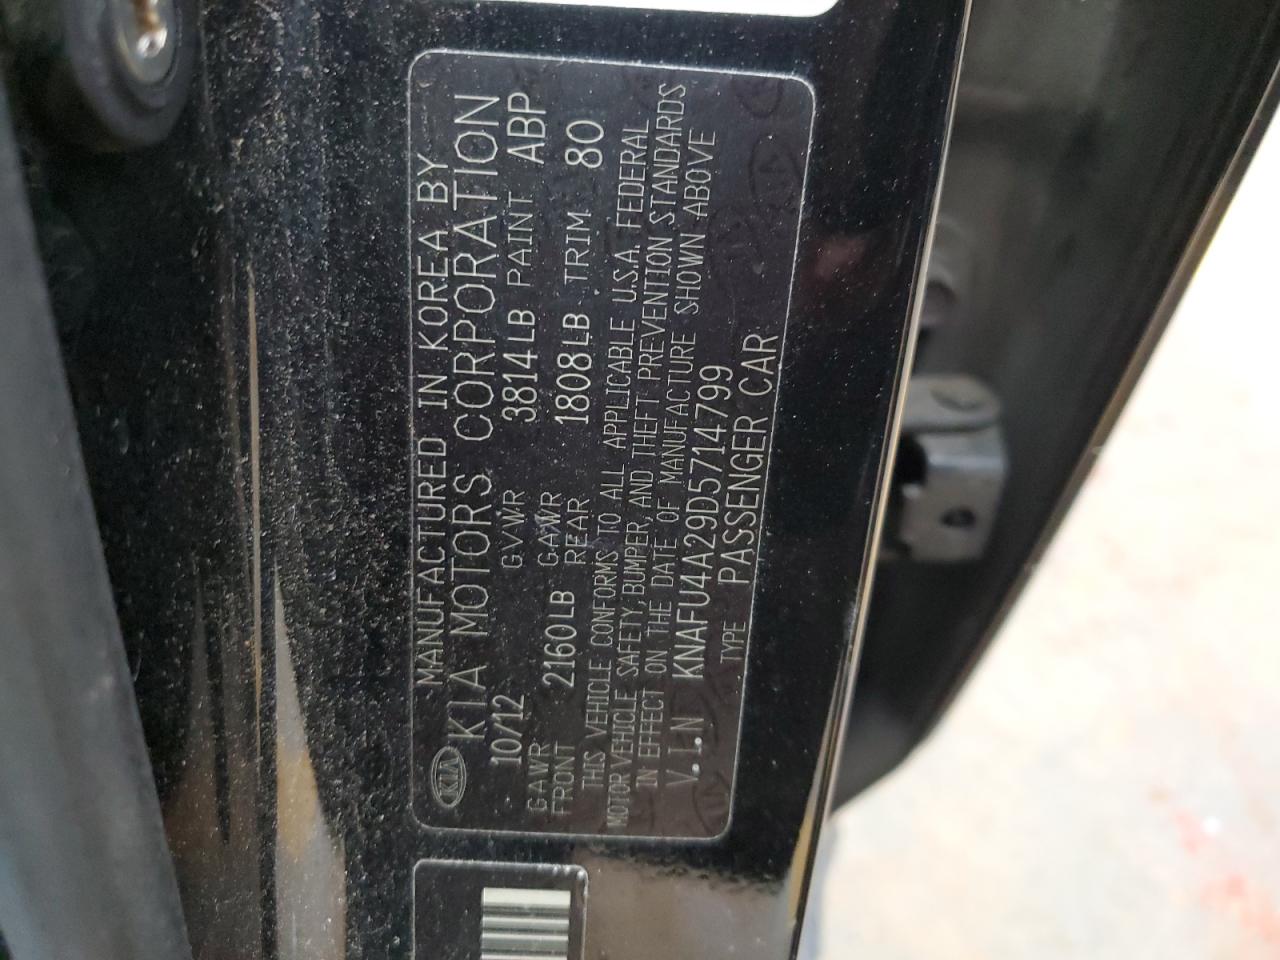 MANUFACTURED IN KOREA BY
KIA KIA MOTORS CORPORATION
10/12 GVWR 3814LB PAINT ABP
GAWR FRONT 2160LB GAWR REAR 1808LB TRIM 80
THIS VEHICLE CONFORMS TO ALL APPLICABLE U.S.A. FEDERAL
MOTOR VEHICLE SAFETY, BUMPER, AND THEFT PREVENTION STANDARDS
IN EFFECT ON THE DATE OF MANUFACTURE SHOWN ABOVE
V.I.N KNAFU4A29D5714799
TYPE PASSENGER CAR